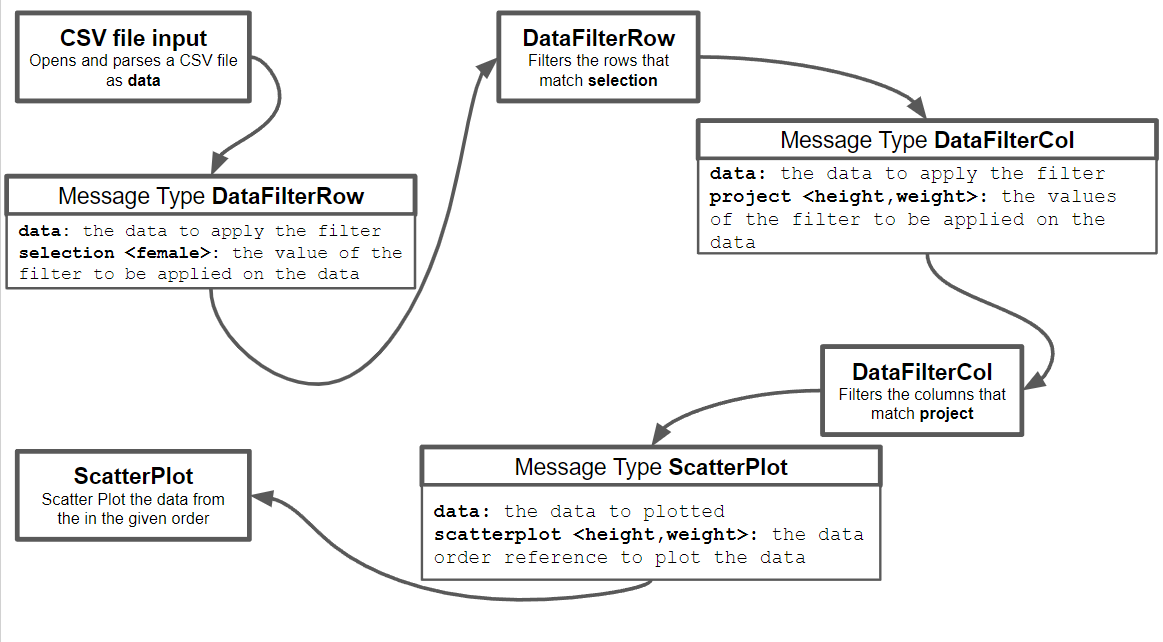 CSV file input
Opens and parses a CSV file
as data
DataFilterRow
Filters the rows that
match selection
Message Type DataFilterCol
data: the data to apply the filter
project <height,weight>: the values
of the filter to be applied on the
data
Message Type DataFilterRow
data: the data to apply the filter
selection <female>: the value of the
filter to be applied on the data
DataFilterCol
Filters the columns that
match project
Message Type ScatterPlot
data: the data to plotted
scatterplot <height,weight>: the data
order reference to plot the data
ScatterPlot
Scatter Plot the data from
the in the given order